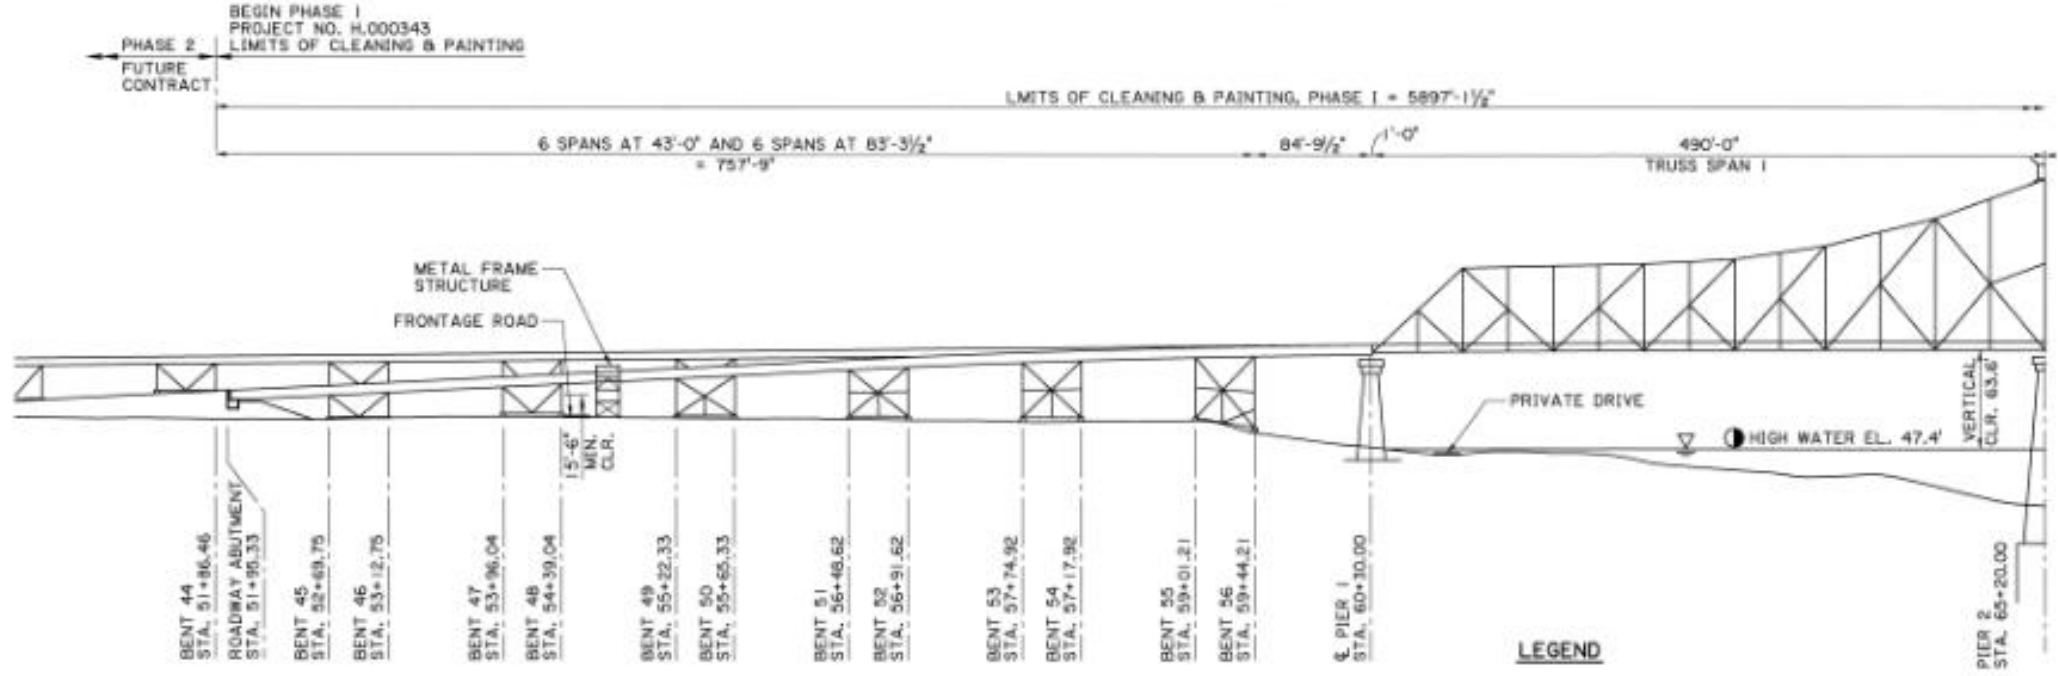 BEGIN PHASE I
PROJECT NO. H.000343
LIMITS OF CLEANING & PAINTING
PHASE 2
FUTURE
CONTRACT
LMITS OF CLEANING & PAINTING, PHASE I = 5897'-1½"
6 SPANS AT 43'-0" AND 6 SPANS AT 83'-3½"
= 757'-9"
84'-9½"
1'-0"
490'-0"
TRUSS SPAN I
METAL FRAME
STRUCTURE
FRONTAGE ROAD
PRIVATE DRIVE
HIGH WATER EL. 47.4'
VERTICAL
CLR. 63.6'
15'-6"
MIN.
CLR.
BENT 44
STA. 51+86.46
ROADWAY ABUTMENT
STA. 51+95.33
BENT 45
STA. 52+69.75
BENT 46
STA. 53+12.75
BENT 47
STA. 53+96.04
BENT 48
STA. 54+39.04
BENT 49
STA. 55+22.33
BENT 50
STA. 55+65.33
BENT 51
STA. 56+48.62
BENT 52
STA. 56+91.62
BENT 53
STA. 57+74.92
BENT 54
STA. 57+17.92
BENT 55
STA. 59+01.21
BENT 56
STA. 59+44.21
℄ PIER 1
STA. 60+30.00
LEGEND
PIER 2
STA. 65+20.00